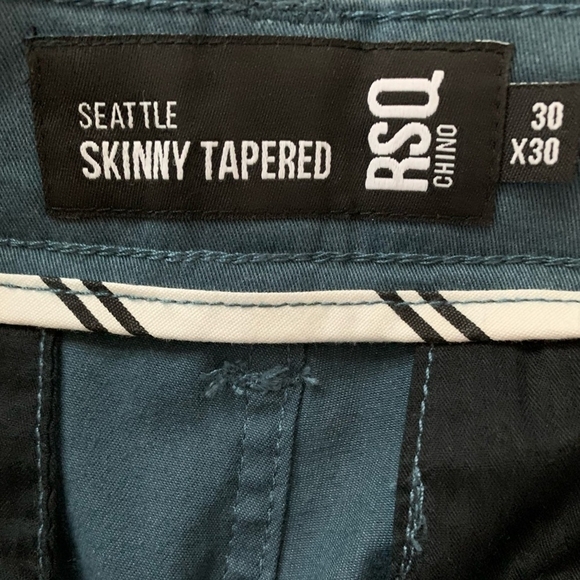 SEATTLE
SKINNY TAPERED
RSQ
CHINO
30
X30